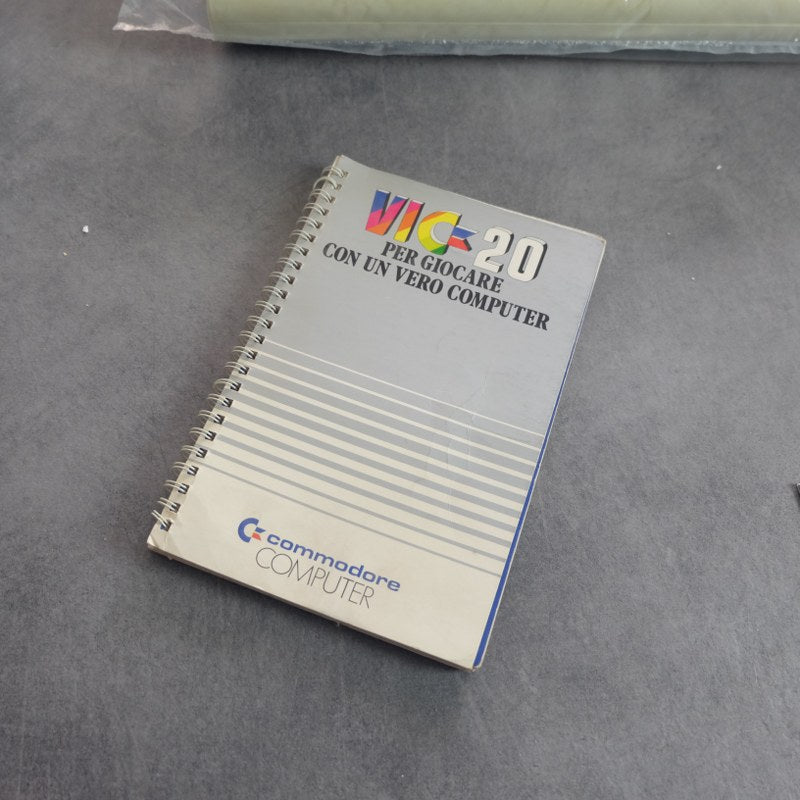 VIC-20
PER GIOCARE
CON UN VERO COMPUTER
commodore
COMPUTER